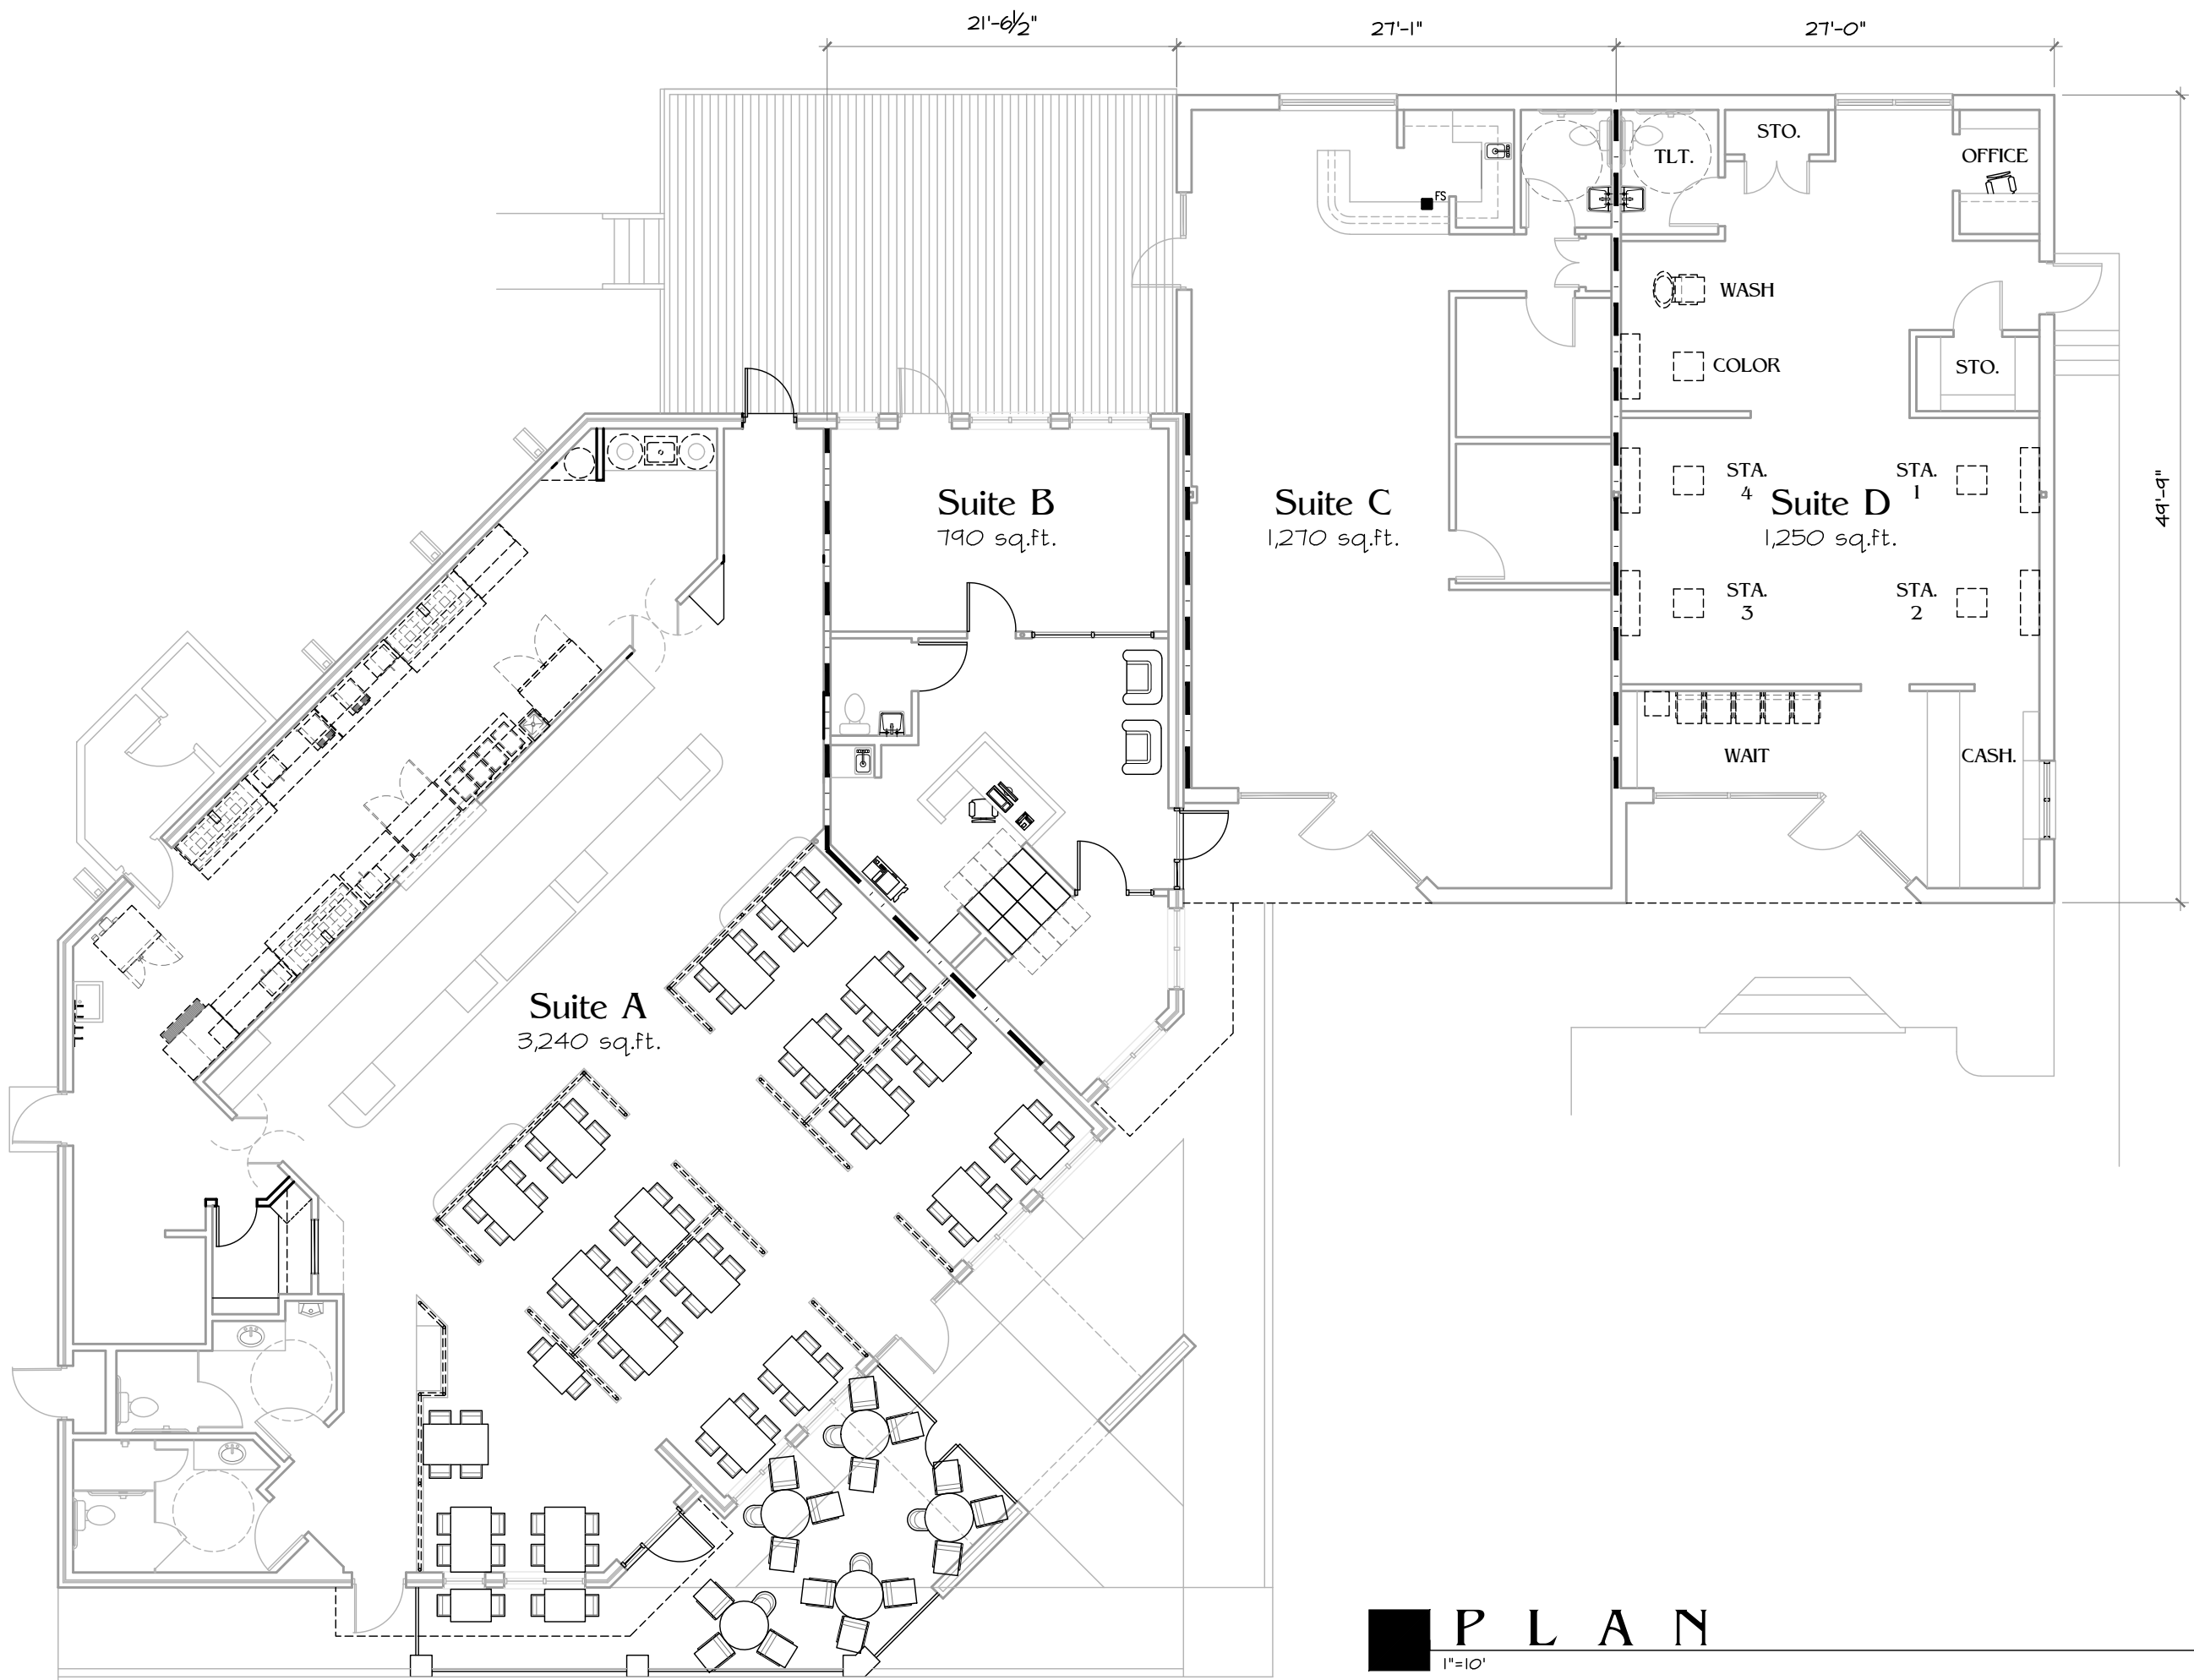 21'-6½"
27'-1"
27'-0"
49'-9"
TLT.
STO.
OFFICE
FS
WASH
COLOR
STO.
STA.
4
STA.
1
STA.
3
STA.
2
Suite B
790 sq.ft.
Suite C
1,270 sq.ft.
Suite D
1,250 sq.ft.
WAIT
CASH.
Suite A
3,240 sq.ft.
PLAN
1"=10'